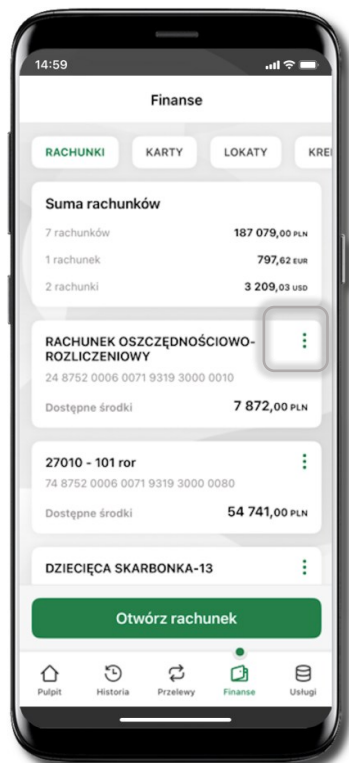 14:59
Finanse
RACHUNKI KARTY LOKATY KREI
Suma rachunków
7 rachunków 187 079,00 PLN
1 rachunek 797,62 EUR
2 rachunki 3 209,03 USD
RACHUNEK OSZCZĘDNOŚCIOWO-
ROZLICZENIOWY
24 8752 0006 0071 9319 3000 0010
Dostępne środki 7 872,00 PLN
27010 - 101 ror
74 8752 0006 0071 9319 3000 0080
Dostępne środki 54 741,00 PLN
DZIECIĘCA SKARBONKA-13
Otwórz rachunek
Pulpit Historia Przelewy Finanse Usługi